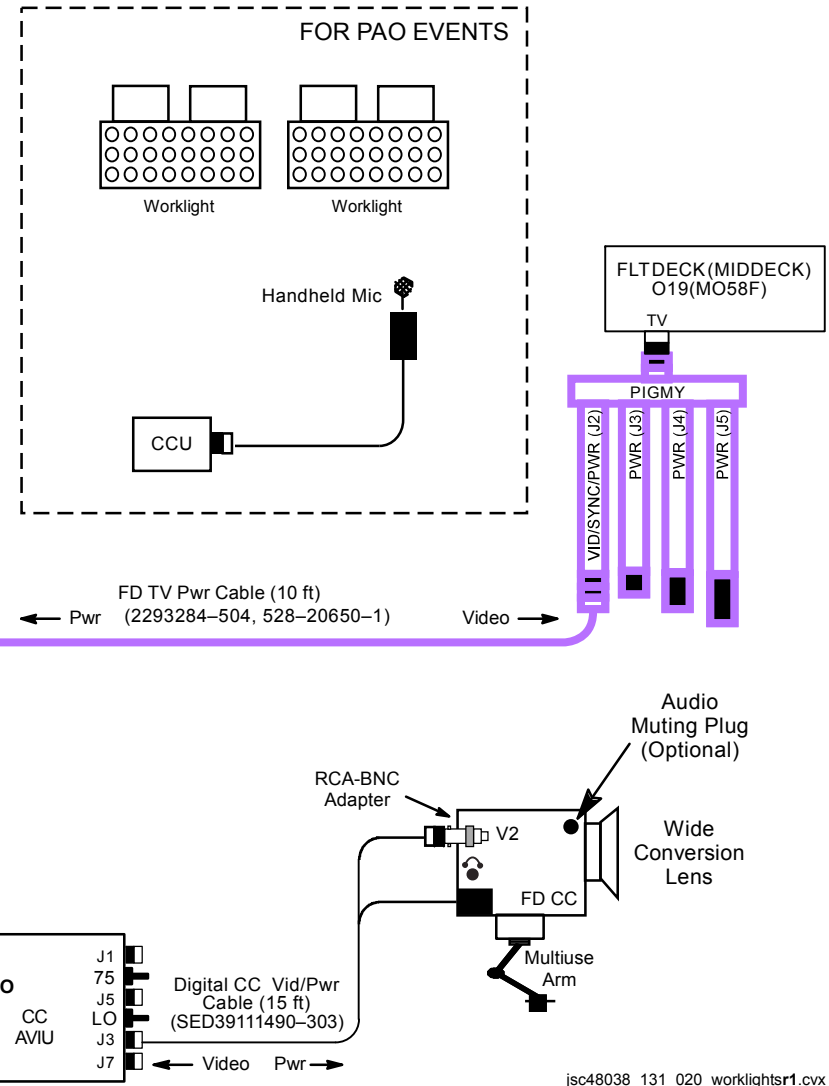 FOR PAO EVENTS
Worklight
Worklight
Handheld Mic
CCU
FLTDECK(MIDDECK)
O19(MO58F)
TV
PIGMY
VID/SYNC/PWR (J2)
PWR (J3)
PWR (J4)
PWR (J5)
FD TV Pwr Cable (10 ft)
Pwr (2293284–504, 528–20650–1) Video
Audio
Muting Plug
(Optional)
RCA-BNC
Adapter
V2
Wide
Conversion
Lens
FD CC
Multiuse
Arm
O
CC
AVIU
J1
75
J5
LO
J3
J7
Digital CC Vid/Pwr
Cable (15 ft)
(SED39111490–303)
Video Pwr
jsc48038_131_020_worklightsr1.cvx